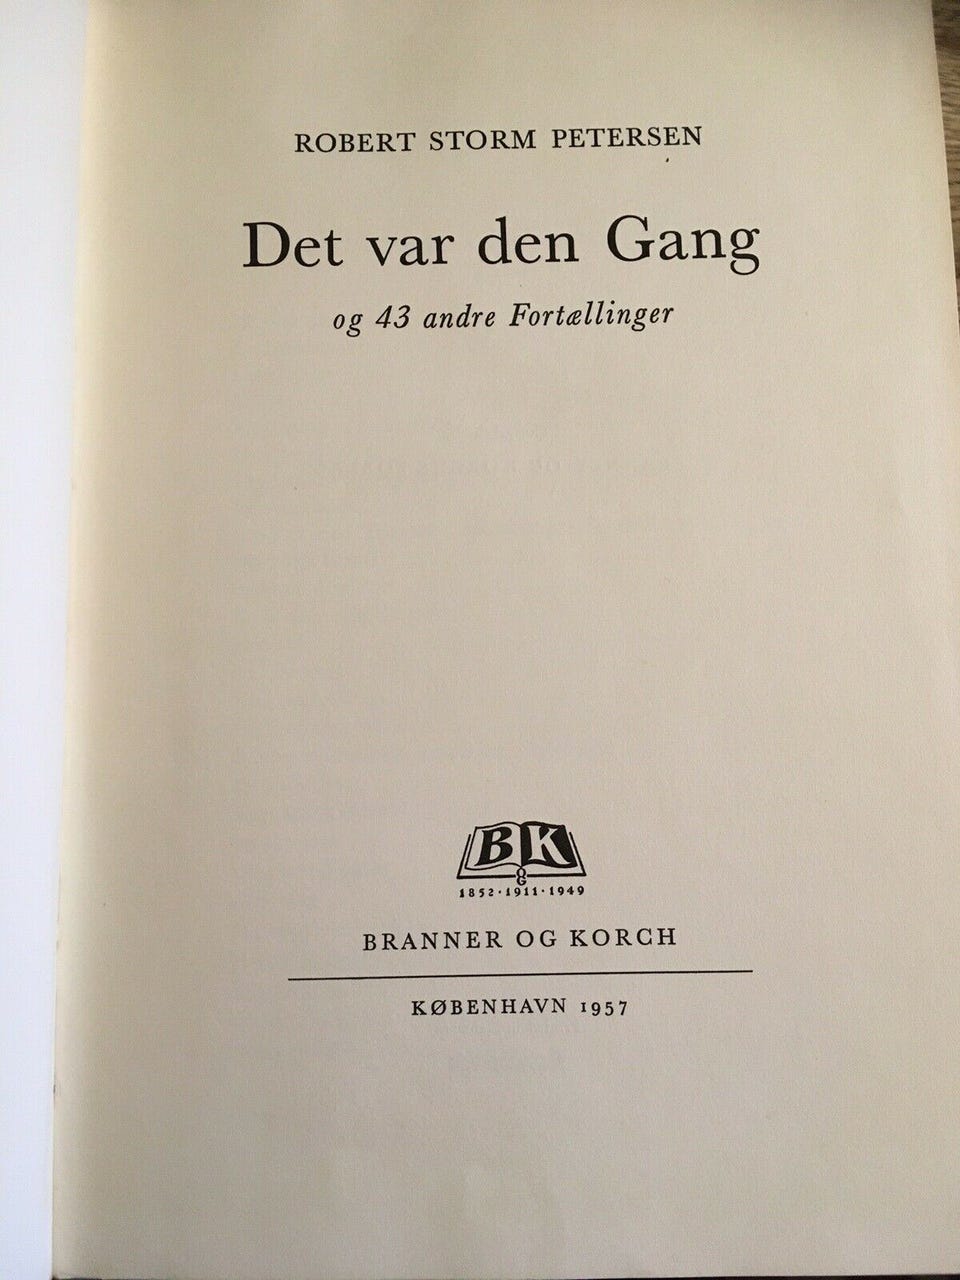 ROBERT STORM PETERSEN
Det var den Gang
og 43 andre Fortællinger
B K
OG
1852·1911·1949
BRANNER OG KORCH
KØBENHAVN 1957